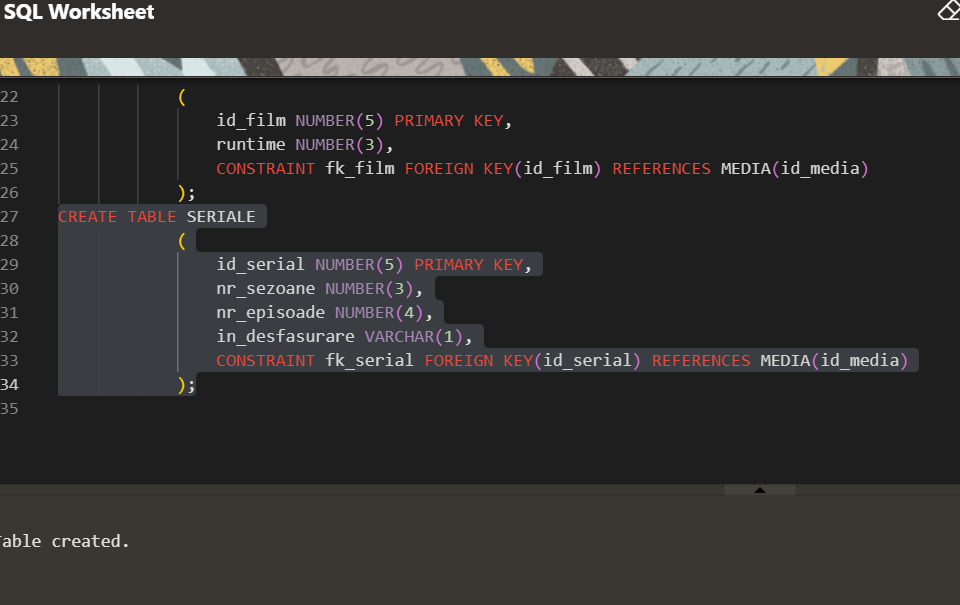 SQL Worksheet
22 (
23 id_film NUMBER(5) PRIMARY KEY,
24 runtime NUMBER(3),
25 CONSTRAINT fk_film FOREIGN KEY(id_film) REFERENCES MEDIA(id_media)
26 );
27 CREATE TABLE SERIALE
28 (
29 id_serial NUMBER(5) PRIMARY KEY,
30 nr_sezoane NUMBER(3),
31 nr_episoade NUMBER(4),
32 in_desfasurare VARCHAR(1),
33 CONSTRAINT fk_serial FOREIGN KEY(id_serial) REFERENCES MEDIA(id_media)
34 );
35
Table created.